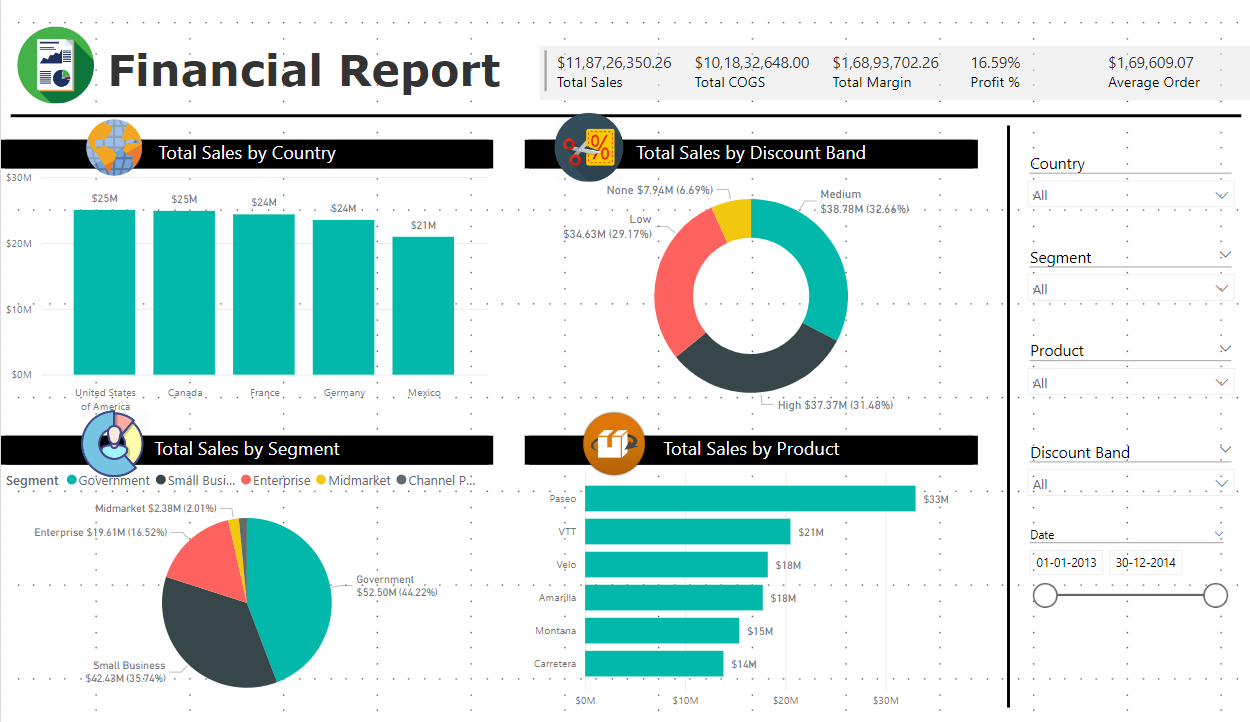 Financial Report
$11,87,26,350.26
Total Sales
$10,18,32,648.00
Total COGS
$1,68,93,702.26
Total Margin
16.59%
Profit %
$1,69,609.07
Average Order
Total Sales by Country
$30M
$20M
$10M
$0M
$25M
$25M
$24M
$24M
$21M
United States
of America
Canada
France
Germany
Mexico
Total Sales by Discount Band
None $7.94M (6.69%)
Medium
$38.78M (32.66%)
Low
$34.63M (29.17%)
High $37.37M (31.48%)
Total Sales by Segment
Segment Government Small Busi... Enterprise Midmarket Channel P...
Midmarket $2.38M (2.01%)
Enterprise $19.61M (16.52%)
Government
$52.50M (44.22%)
Small Business
$42.43M (35.74%)
Total Sales by Product
Paseo $33M
VTT $21M
Velo $18M
Amarilla $18M
Montana $15M
Carretera $14M
$0M $10M $20M $30M
Country
All
Segment
All
Product
All
Discount Band
All
Date
01-01-2013 30-12-2014